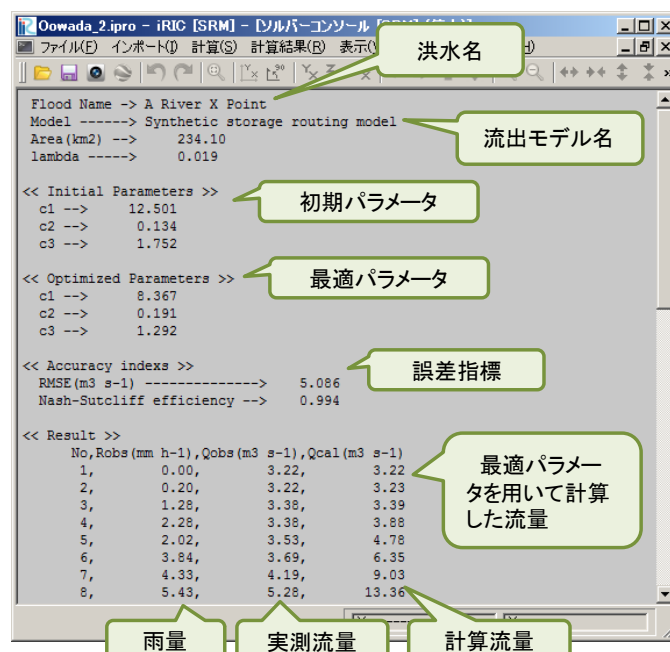 Oowada_2.ipro - iRIC [SRM] - [ソルバーコンソール
ファイル(F) インポート(I) 計算(S) 計算結果(R) 表示(V)
洪水名
Flood Name -> A River X Point
Model ------> Synthetic storage routing model
流出モデル名
Area(km2) --> 234.10
lambda -----> 0.019
<< Initial Parameters >>
初期パラメータ
c1 --> 12.501
c2 --> 0.134
c3 --> 1.752
<< Optimized Parameters >>
最適パラメータ
c1 --> 8.367
c2 --> 0.191
c3 --> 1.292
<< Accuracy indexs >>
誤差指標
RMSE(m3 s-1) --------------> 5.086
Nash-Sutcliff efficiency --> 0.994
<< Result >>
No,Robs(mm h-1),Qobs(m3 s-1),Qcal(m3 s-1)
1, 0.00, 3.22, 3.22
2, 0.20, 3.22, 3.23
3, 1.28, 3.38, 3.39
4, 2.28, 3.38, 3.88
5, 2.02, 3.53, 4.78
6, 3.84, 3.69, 6.35
7, 4.33, 4.19, 9.03
8, 5.43, 5.28, 13.36
最適パラメー
タを用いて計算
した流量
雨量
実測流量
計算流量